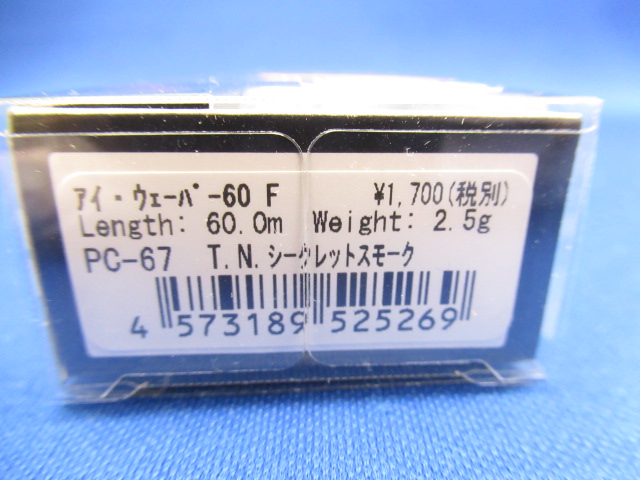 アイ・ウェーバー60 F ¥1,700(税別)
Length: 60.0m Weight: 2.5g
PC-67 T.N.シークレットスモーク
4 573189 525269